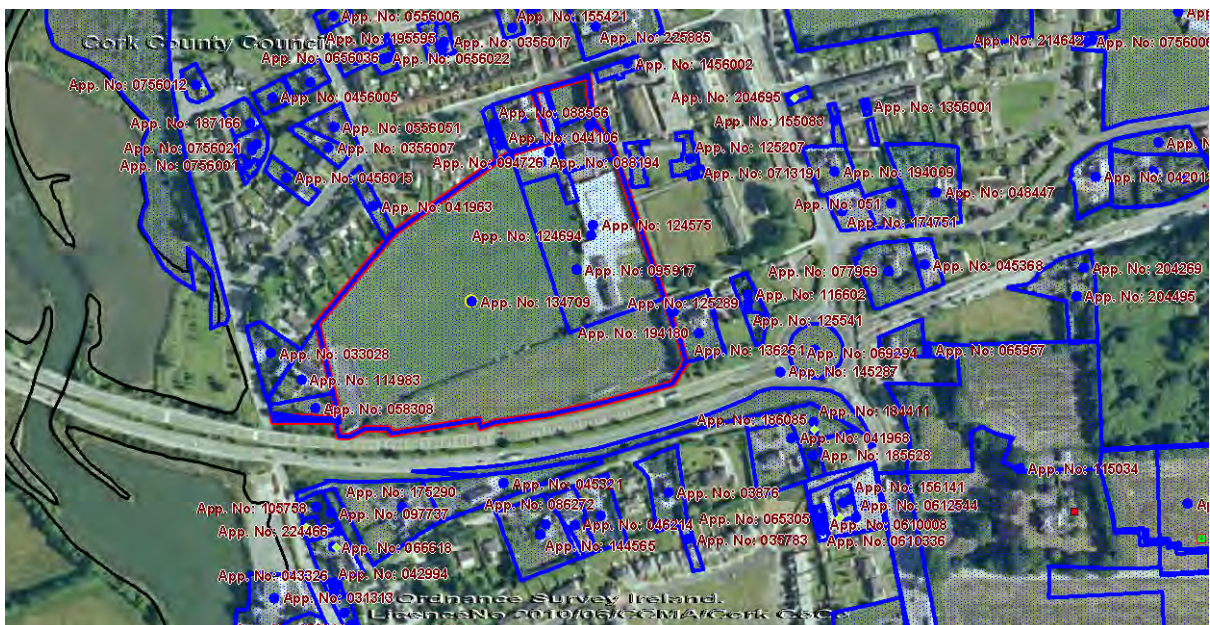 App. No: 0556006
App. No: 155421
Cork County Council
App. No: 195595
App. No: 0356017
App. No: 225885
App. No: 214642
App. No: 0756006
App. No: 0656036
App. No: 0656022
App. No: 1456002
App. No: 0756012
App. No: 0456005
App. No: 204695
App. No: 1356001
App. No: 088566
App. No: 187166
App. No: 0556051
App. No: 044106
App. No: 155083
App. No: 0756021
App. No: 0356007
App. No: 125207
App. No: 0756001
App. No: 094726
App. No: 088194
App. No: 0713191
App. No: 194009
App. No: 0456015
App. No: 048447
App. No: 041963
App. No: 051
App. No: 174751
App. No: 124575
App. No: 124694
App. No: 095917
App. No: 077969
App. No: 045368
App. No: 204269
App. No: 134709
App. No: 125289
App. No: 116602
App. No: 204495
App. No: 125541
App. No: 194180
App. No: 033028
App. No: 136261
App. No: 069294
App. No: 065957
App. No: 145287
App. No: 114983
App. No: 058308
App. No: 186085
App. No: 041968
App. No: 185628
App. No: 115034
App. No: 175290
App. No: 045321
App. No: 03876
App. No: 156141
App. No: 105758
App. No: 097737
App. No: 086272
App. No: 0612544
App. No: 224466
App. No: 046214
App. No: 065305
App. No: 0610008
App. No: 066618
App. No: 144565
App. No: 035783
App. No: 0610336
App. No: 043326
App. No: 042994
App. No: 031313
Ordnance Survey Ireland.
LicenceNo 2010/06/CCMA/Cork C&C.